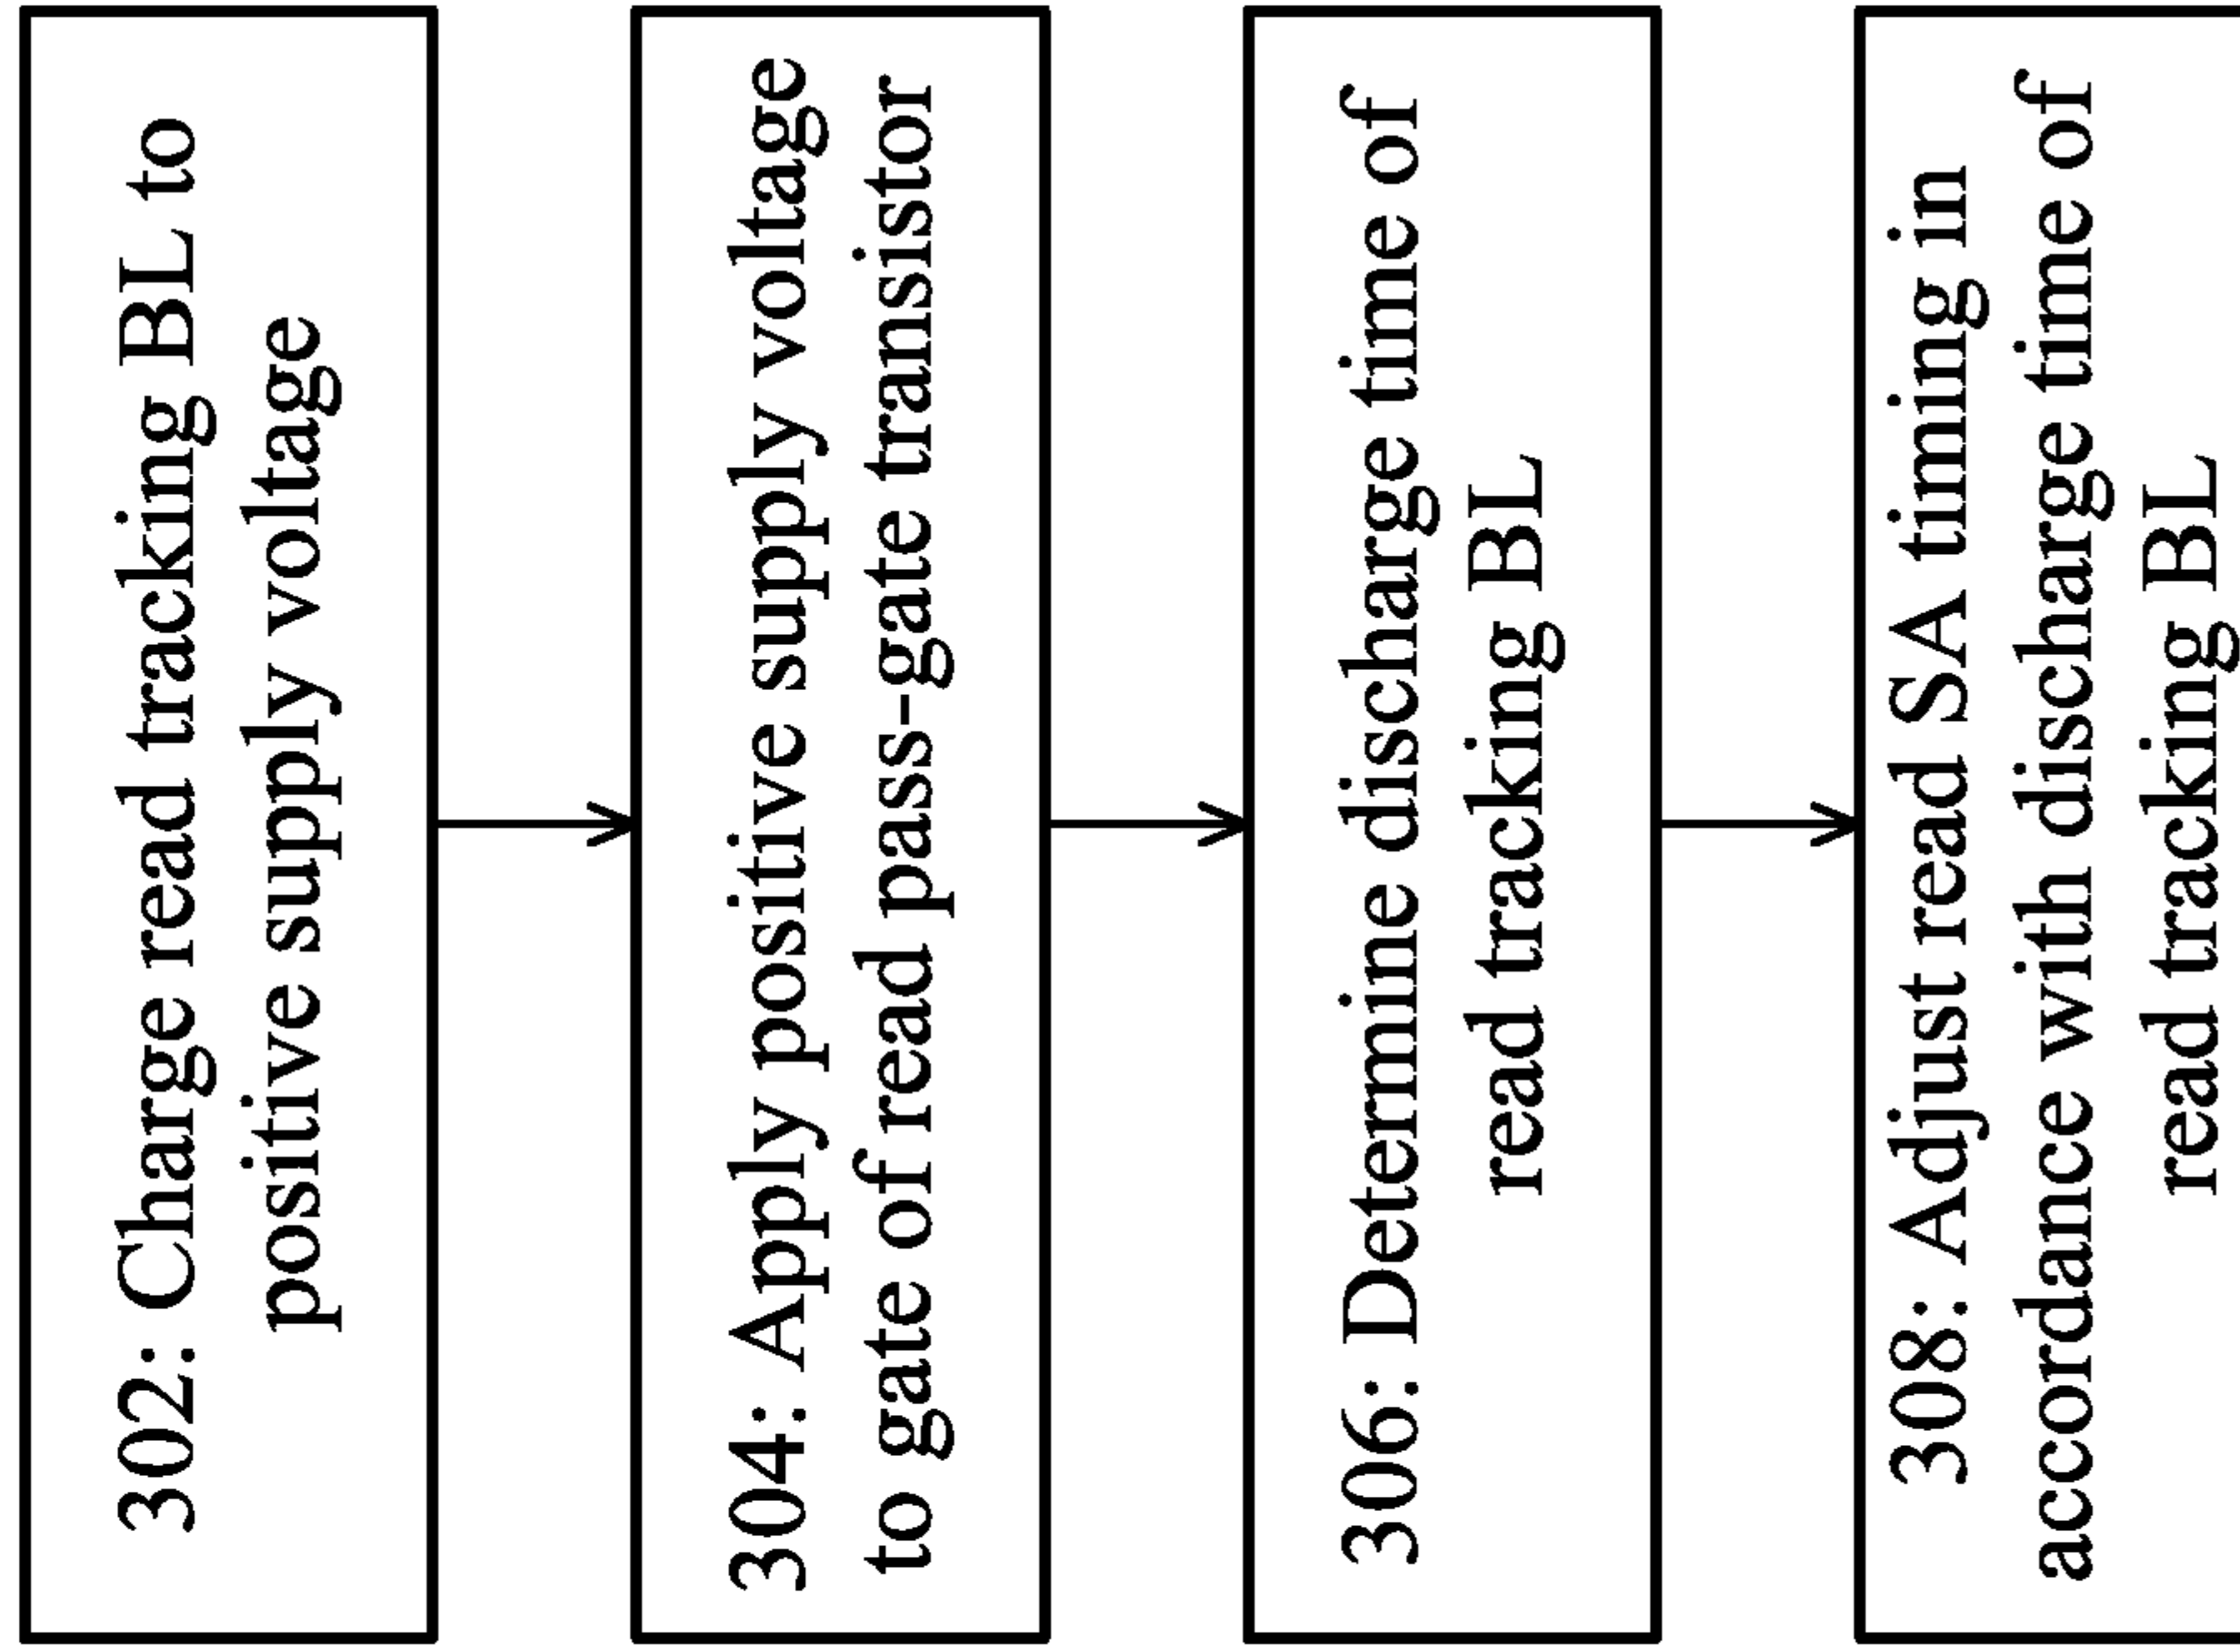 302: Charge read tracking BL to
positive supply voltage
304: Apply positive supply voltage
to gate of read pass-gate transistor
306: Determine discharge time of
read tracking BL
308: Adjust read SA timing in
accordance with discharge time of
read tracking BL